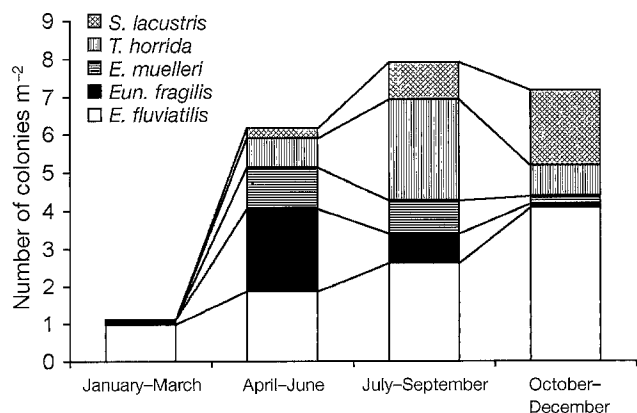 Number of colonies m⁻²
9
8
7
6
5
4
3
2
1
0
S. lacustris
T. horrida
E. muelleri
Eun. fragilis
E. fluviatilis
January–March
April–June
July–September
October–
December